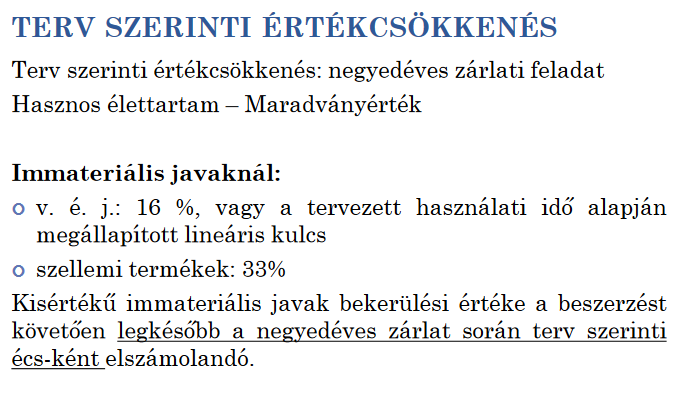 TERV SZERINTI ÉRTÉKCSÖKKENÉS
Terv szerinti értékcsökkenés: negyedéves zárlati feladat
Hasznos élettartam – Maradványérték
Immateriális javaknál:
v. é. j.: 16 %, vagy a tervezett használati idő alapján
megállapított lineáris kulcs
szellemi termékek: 33%
Kisértékű immateriális javak bekerülési értéke a beszerzést
követően legkésőbb a negyedéves zárlat során terv szerinti
écs-ként elszámolandó.